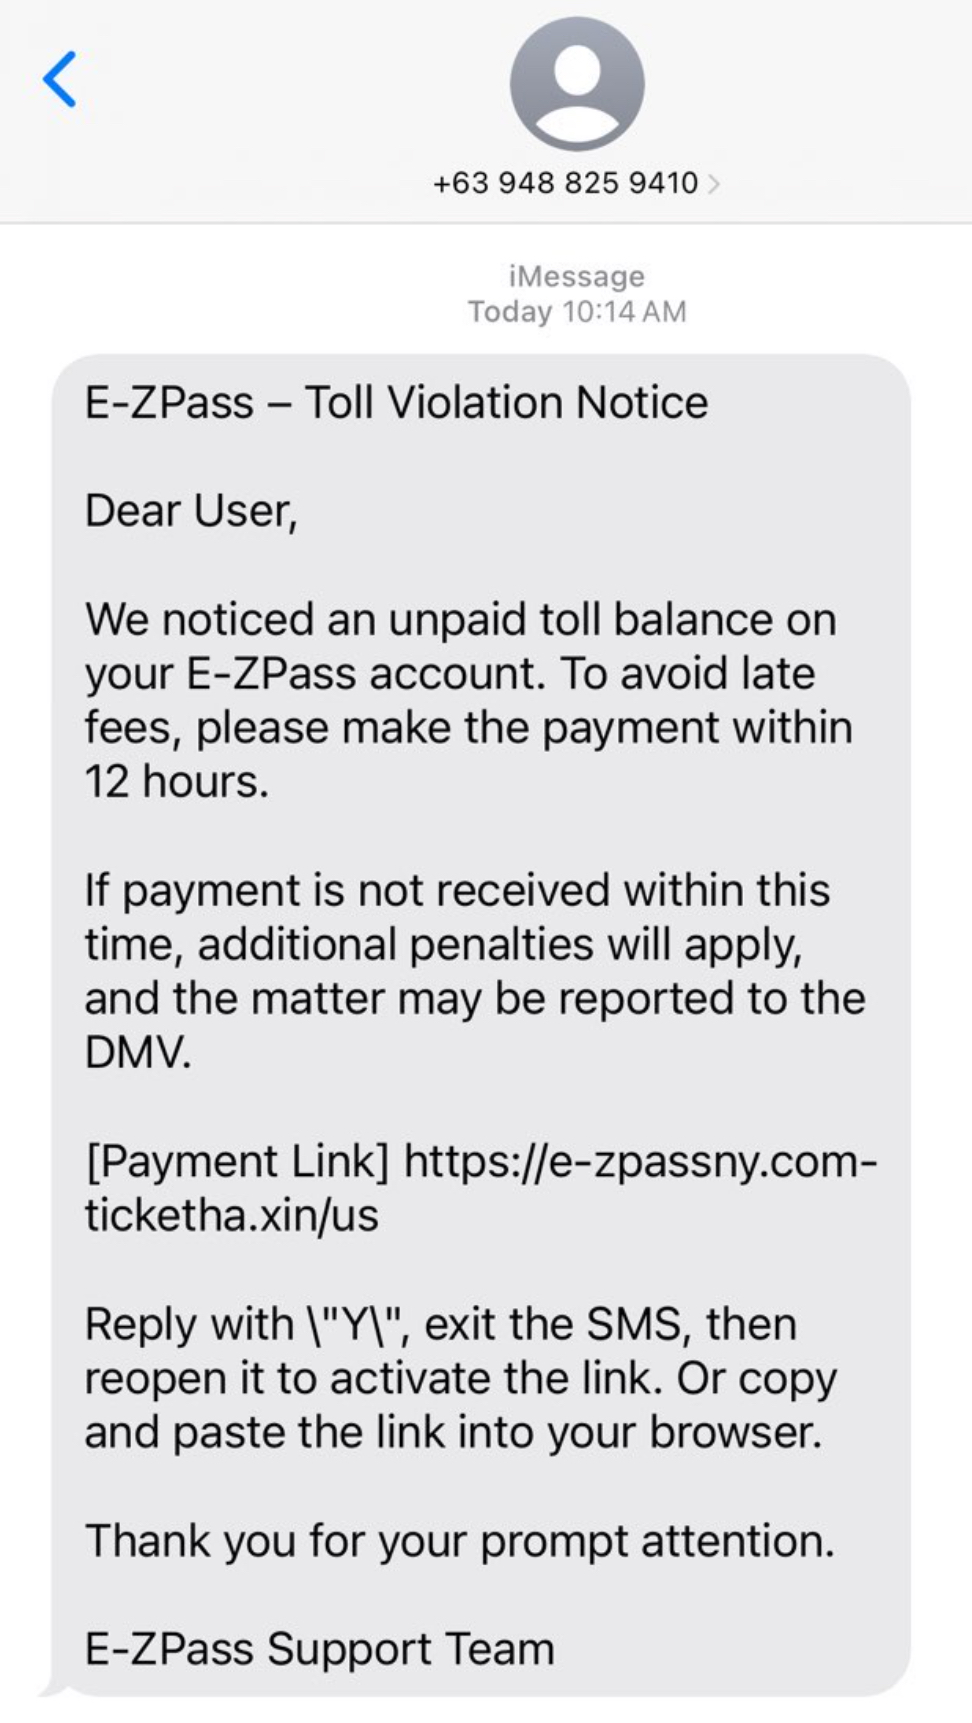 +63 948 825 9410
iMessage
Today 10:14 AM
E-ZPass – Toll Violation Notice
Dear User,
We noticed an unpaid toll balance on
your E-ZPass account. To avoid late
fees, please make the payment within
12 hours.
If payment is not received within this
time, additional penalties will apply,
and the matter may be reported to the
DMV.
[Payment Link] https://e-zpassny.com-
ticketha.xin/us
Reply with \"Y\", exit the SMS, then
reopen it to activate the link. Or copy
and paste the link into your browser.
Thank you for your prompt attention.
E-ZPass Support Team